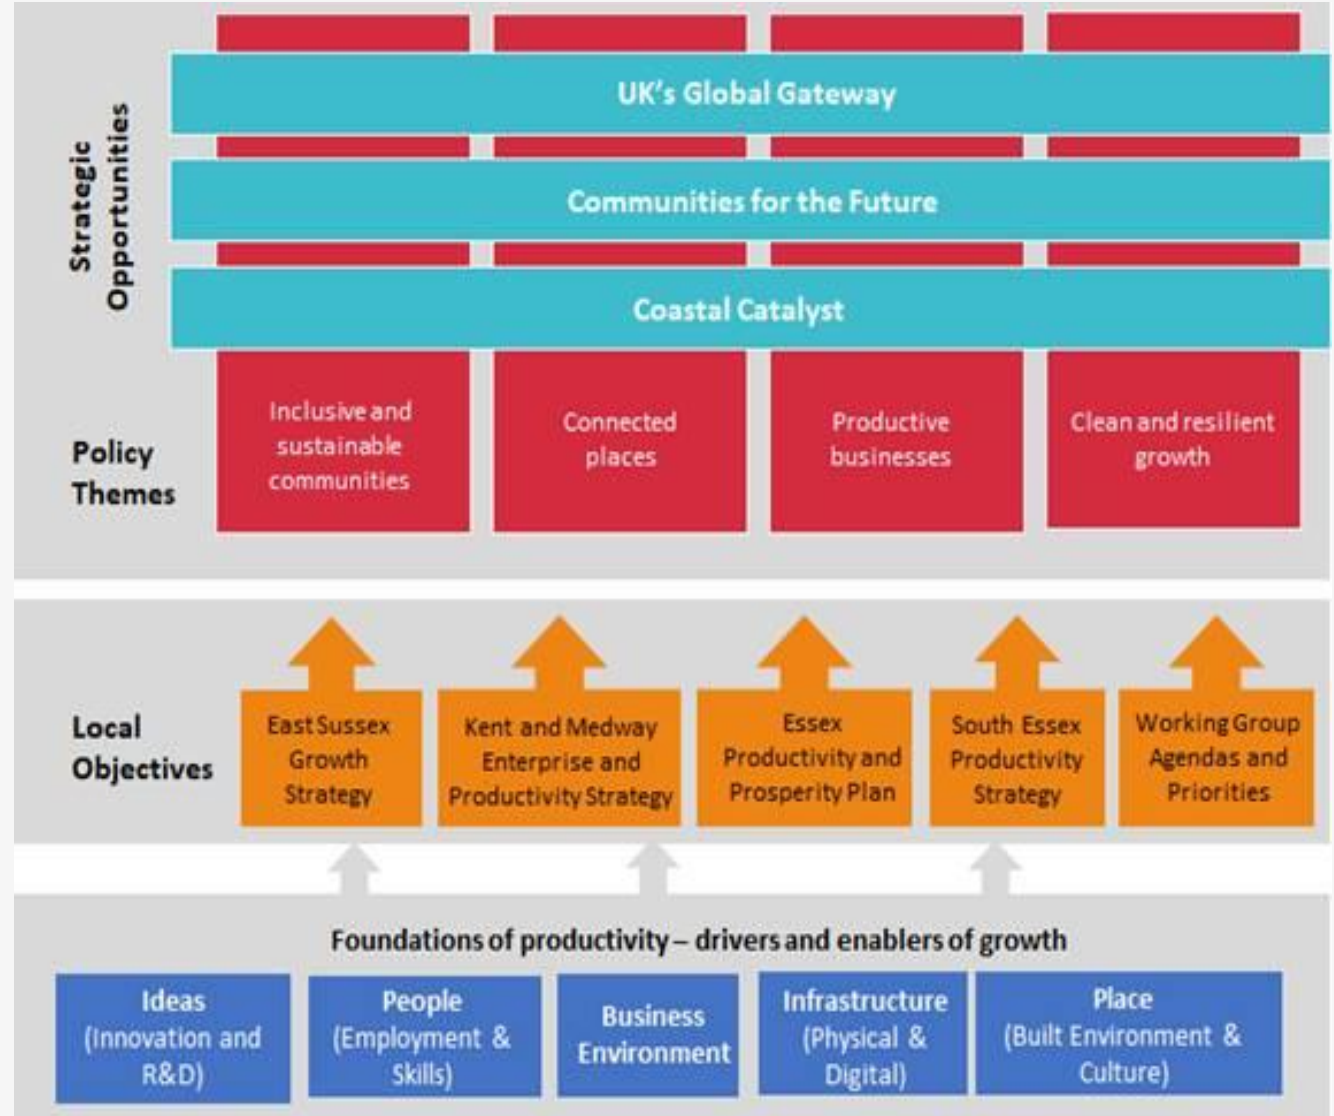 Strategic
Opportunities
UK's Global Gateway
Communities for the Future
Coastal Catalyst
Policy
Themes
Inclusive and
sustainable
communities
Connected
places
Productive
businesses
Clean and resilient
growth
Local
Objectives
East Sussex
Growth
Strategy
Kent and Medway
Enterprise and
Productivity Strategy
Essex
Productivity and
Prosperity Plan
South Essex
Productivity
Strategy
Working Group
Agendas and
Priorities
Foundations of productivity – drivers and enablers of growth
Ideas
(Innovation and
R&D)
People
(Employment &
Skills)
Business
Environment
Infrastructure
(Physical &
Digital)
Place
(Built Environment &
Culture)